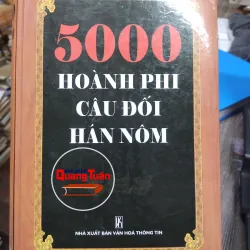 5000
HOÀNH PHI
CÂU ĐỐI
HÁN NÔM
Quang Tuấn
NHÀ XUẤT BẢN VĂN HOÁ THÔNG TIN